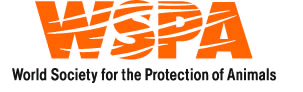 WSPA
World Society for the Protection of Animals